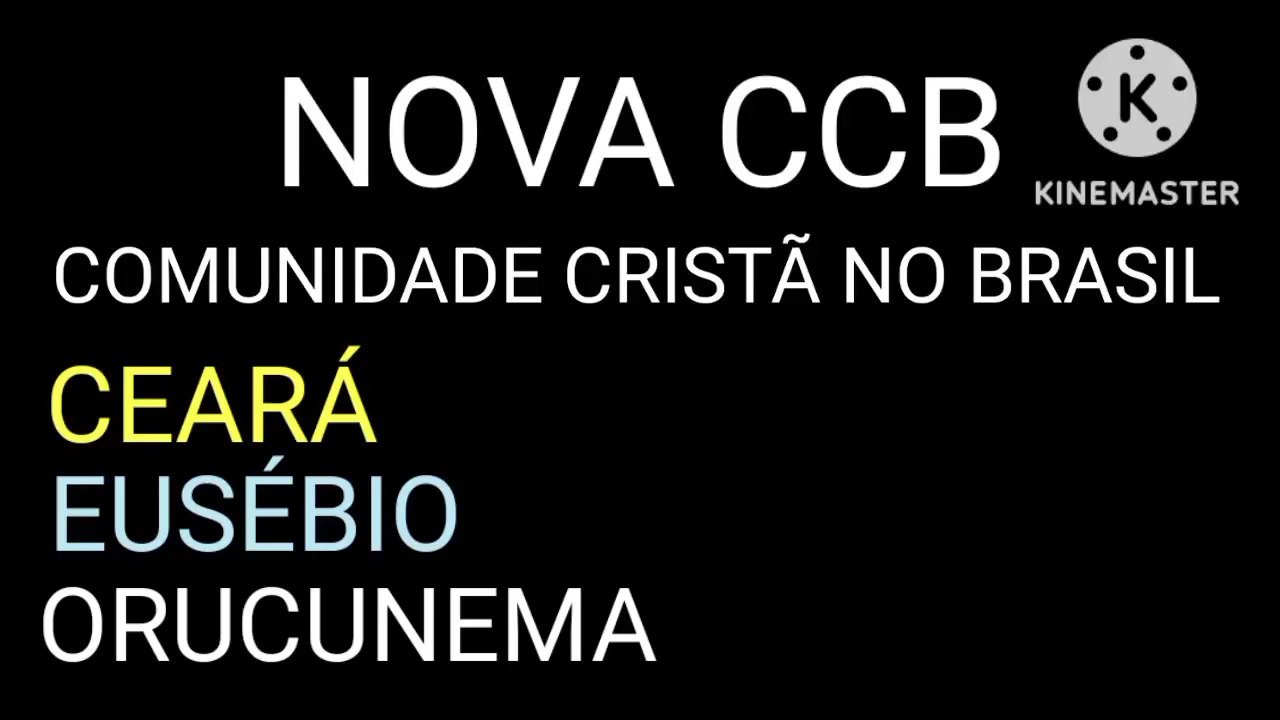 NOVA CCB
KINEMASTER
COMUNIDADE CRISTÃ NO BRASIL
CEARÁ
EUSÉBIO
ORUCUNEMA